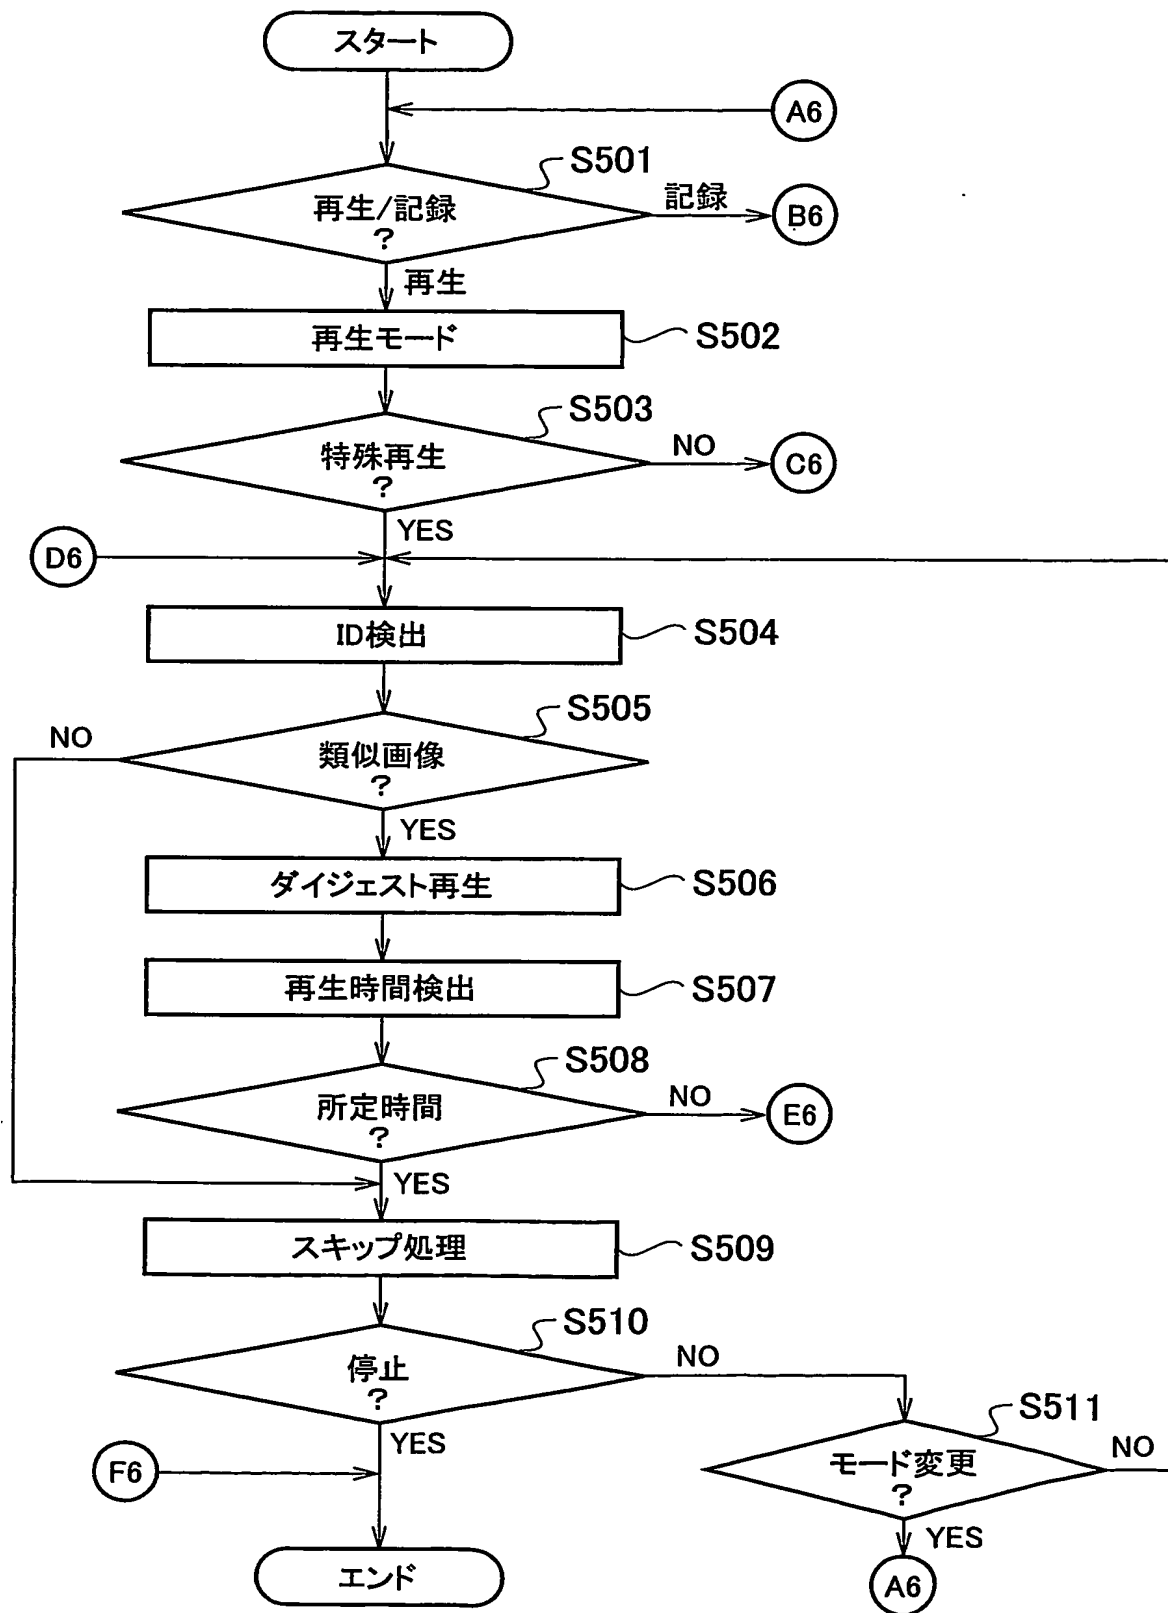 スタート
A6
S501
再生/記録
?
記録
B6
再生
再生モード
S502
S503
特殊再生
?
NO
C6
YES
D6
ID検出
S504
S505
NO
類似画像
?
YES
ダイジェスト再生
S506
再生時間検出
S507
S508
所定時間
?
NO
E6
YES
スキップ処理
S509
S510
停止
?
NO
YES
S511
モード変更
?
NO
F6
YES
エンド
A6